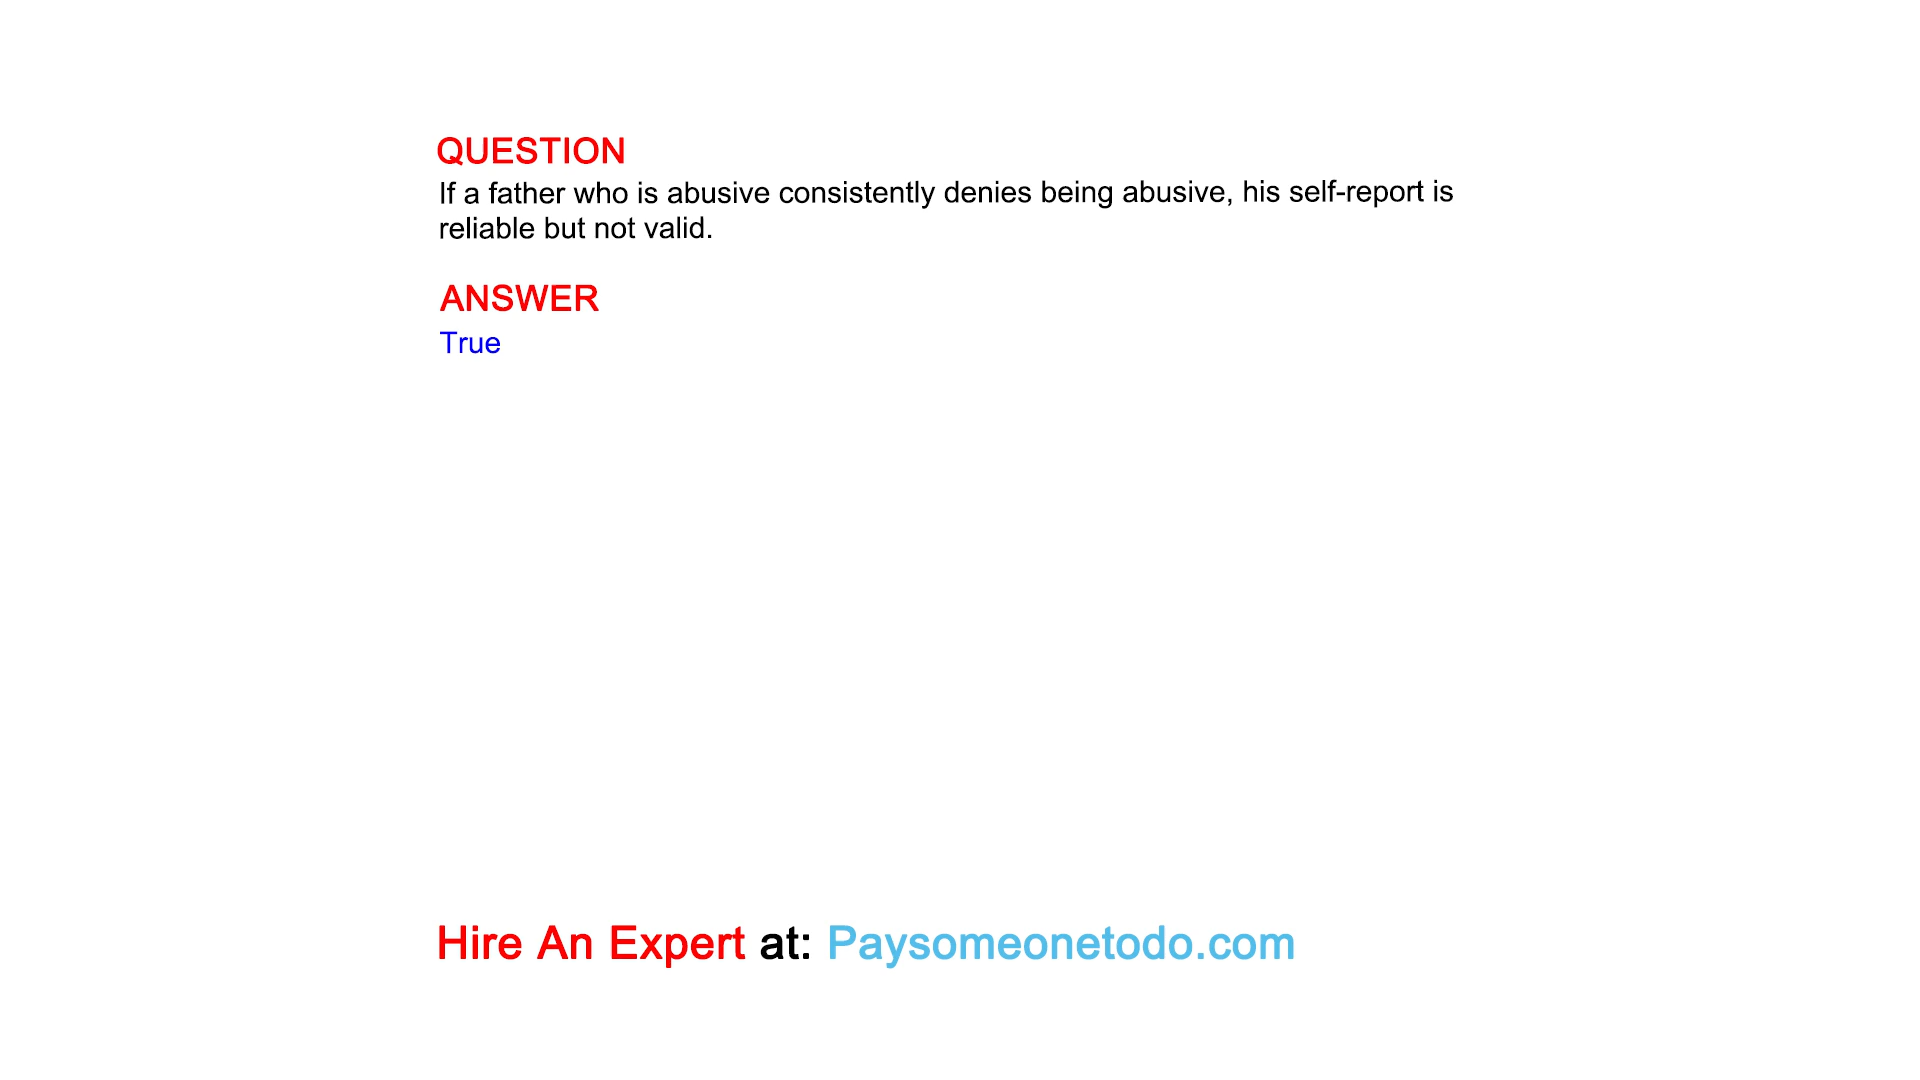 QUESTION
If a father who is abusive consistently denies being abusive, his self-report is
reliable but not valid.
ANSWER
True
Hire An Expert at: Paysomeonetodo.com